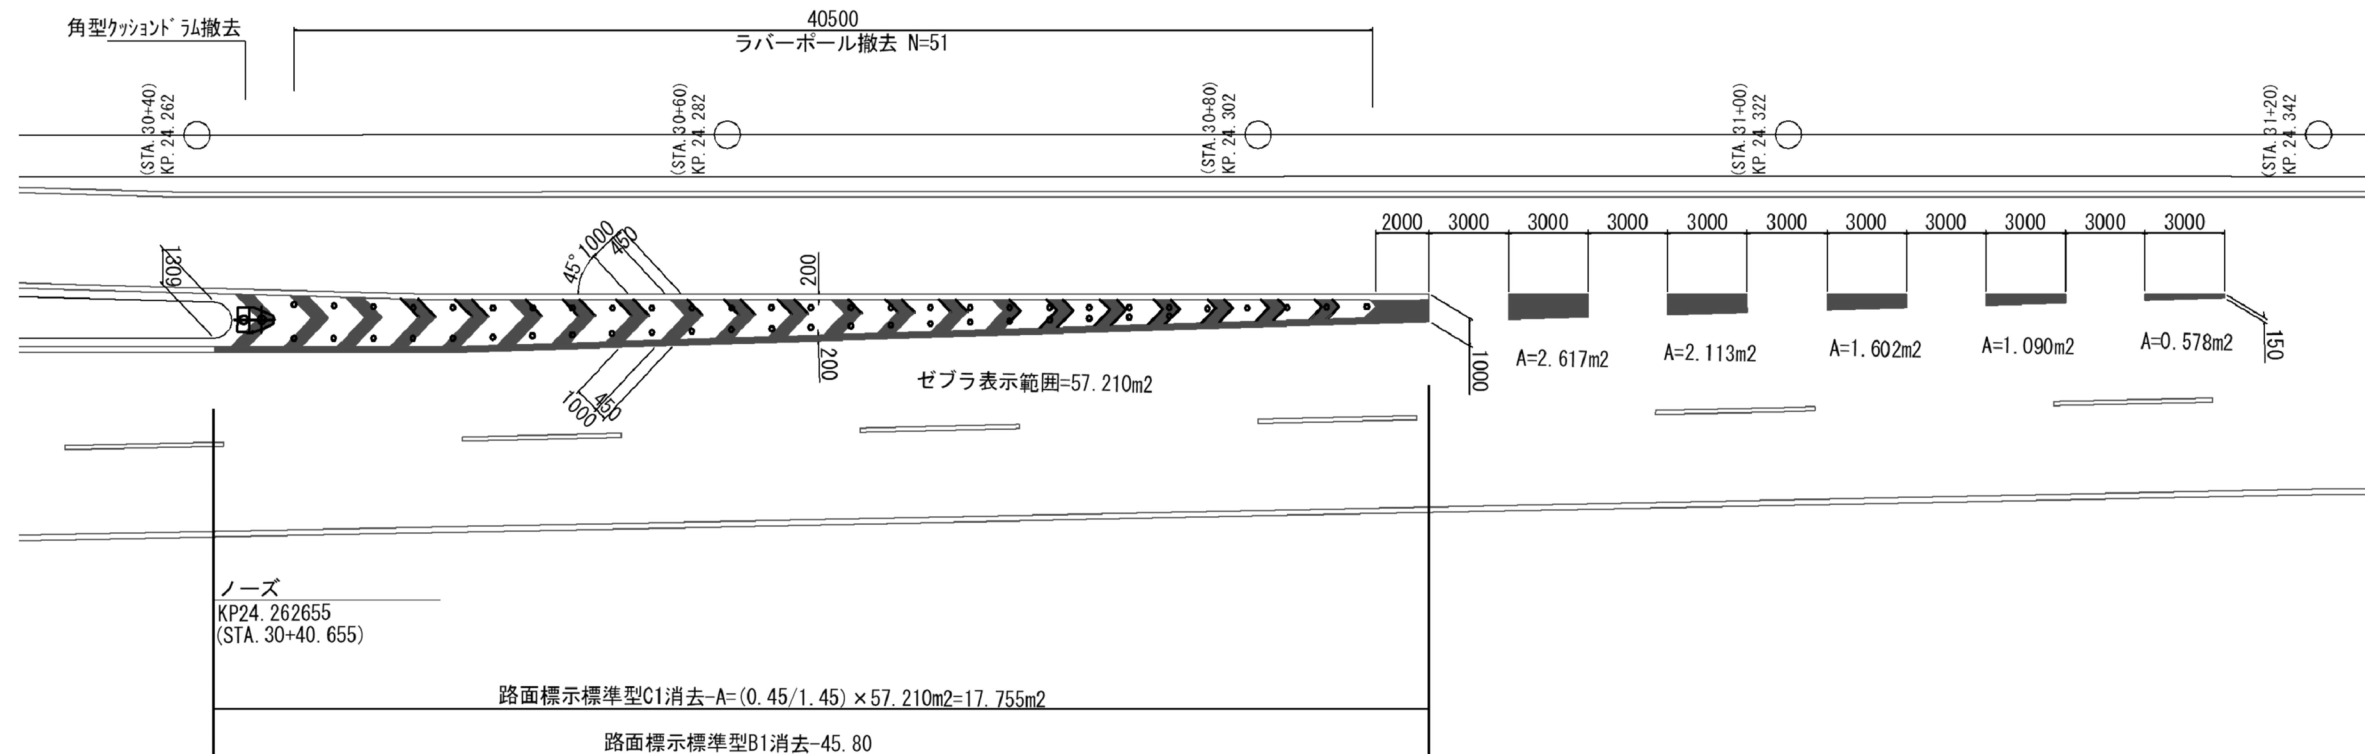 40500
角型ｸｯｼｮﾝﾄﾞﾗﾑ撤去
ラバーポール撤去 N=51
(STA.30+40)
KP.24.262
(STA.30+60)
KP.24.282
(STA.30+80)
KP.24.302
(STA.31+00)
KP.24.322
(STA.31+20)
KP.24.342
2000 3000 3000 3000 3000 3000 3000 3000 3000 3000 3000
1809
45°
1000
450
200
200
1000
450
1000
150
A=2.617m2
A=2.113m2
A=1.602m2
A=1.090m2
A=0.578m2
ゼブラ表示範囲=57.210m2
ノーズ
KP24.262655
(STA.30+40.655)
路面標示標準型C1消去-A=(0.45/1.45)×57.210m2=17.755m2
路面標示標準型B1消去-45.80